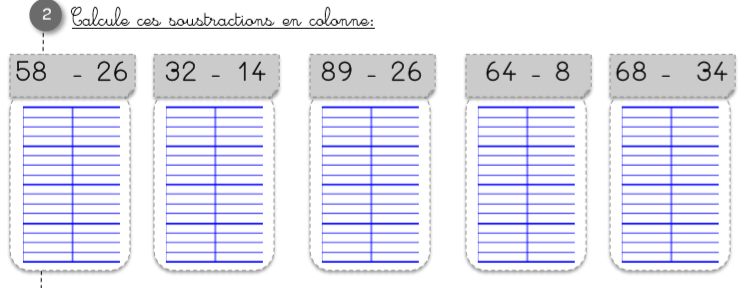 2 Calcule ces soustractions en colonne:
58 - 26 32 - 14 89 - 26 64 - 8 68 - 34